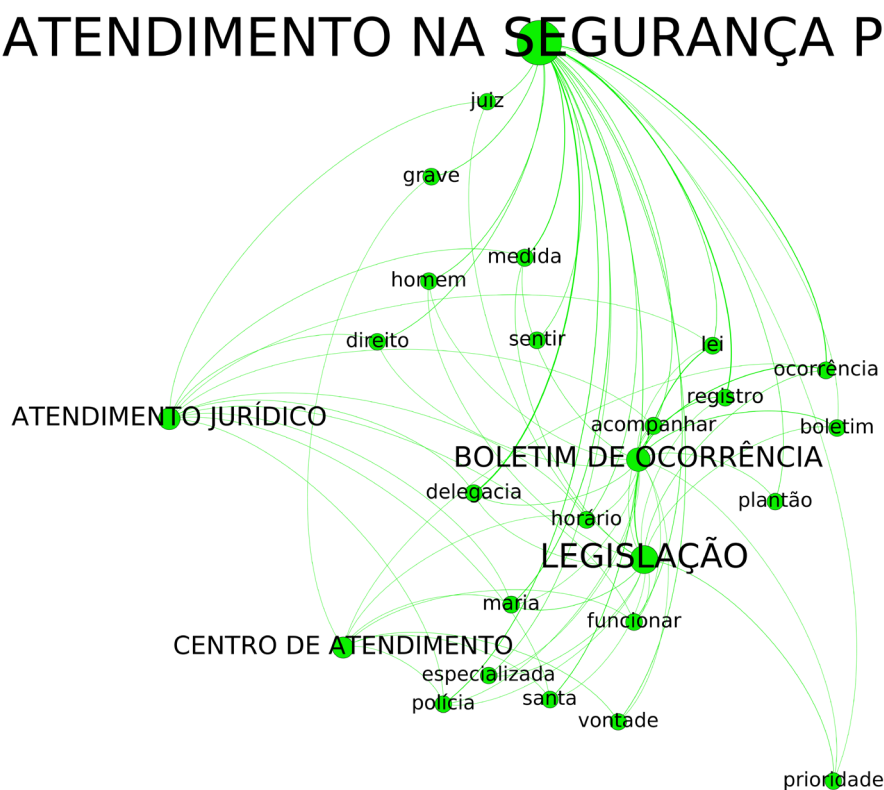 ATENDIMENTO NA SEGURANÇA P
juiz
grave
medida
homem
direito
sentir
lei
ocorrência
registro
ATENDIMENTO JURÍDICO
acompanhar
boletim
BOLETIM DE OCORRÊNCIA
delegacia
plantão
horário
LEGISLAÇÃO
maria
funcionar
CENTRO DE ATENDIMENTO
especializada
polícia
santa
vontade
prioridade